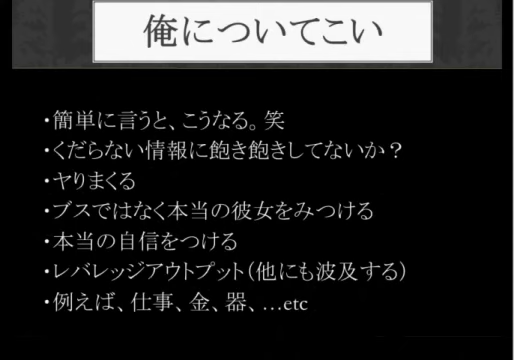 俺についてこい
・簡単に言うと、こうなる。笑
・くだらない情報に飽き飽きしてないか？
・ヤりまくる
・ブスではなく本当の彼女をみつける
・本当の自信をつける
・レバレッジアウトプット（他にも波及する）
・例えば、仕事、金、器、…etc